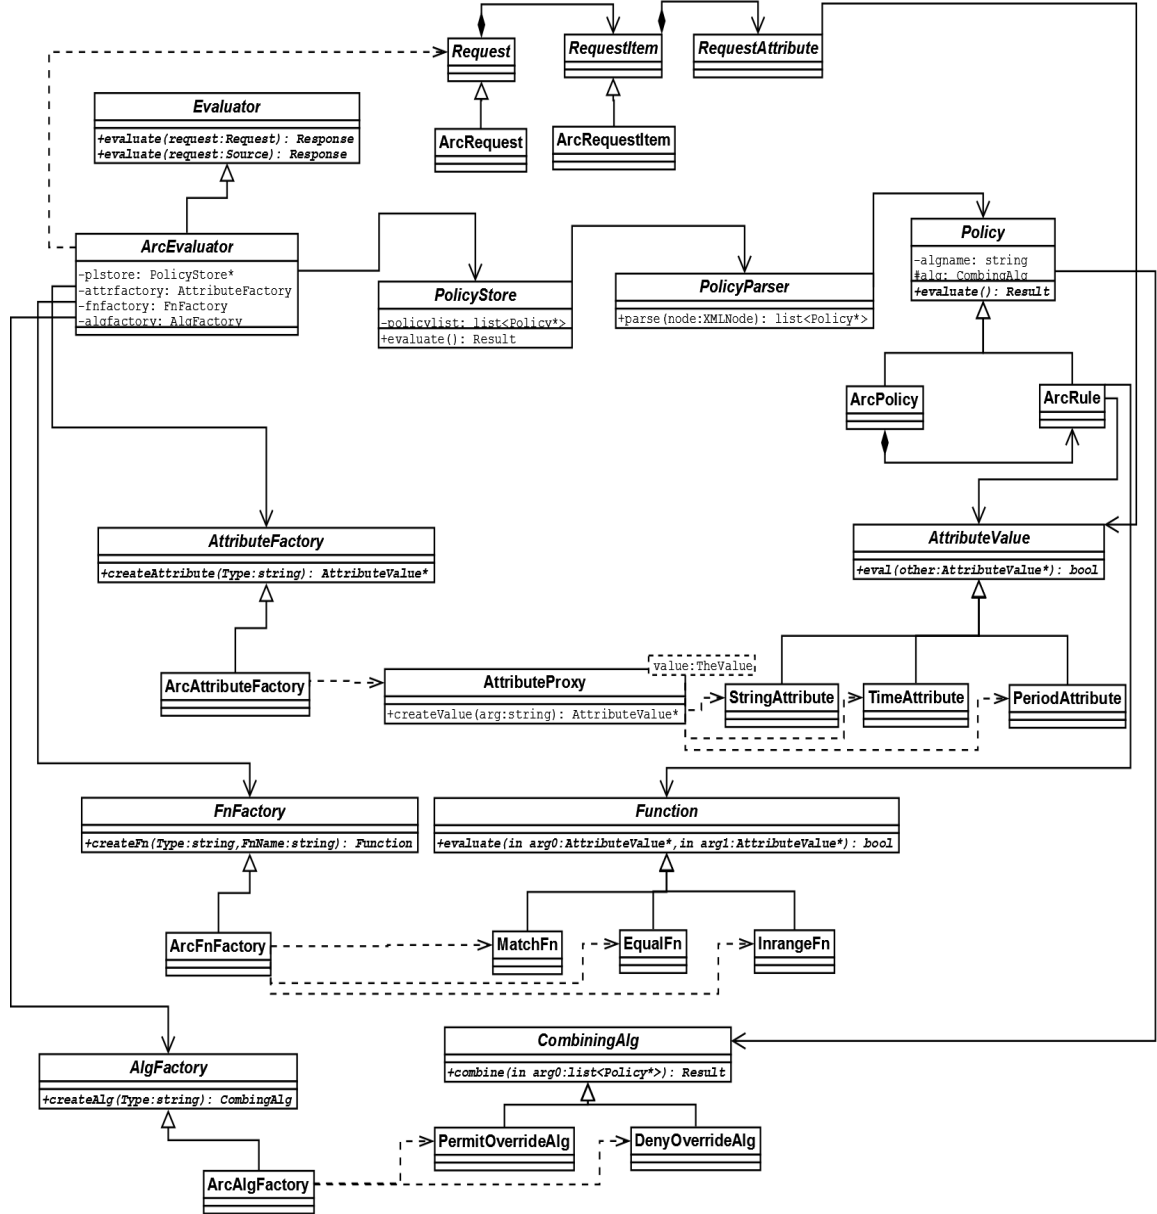 Request
RequestItem
RequestAttribute
Evaluator
+evaluate(request:Request): Response
+evaluate(request:Source): Response
ArcRequest
ArcRequestItem
ArcEvaluator
-plstore: PolicyStore*
-attrfactory: AttributeFactory
-fnfactory: FnFactory
-algfactory: AlgFactory
PolicyStore
-policylist: list<Policy*>
+evaluate(): Result
PolicyParser
+parse(node:XMLNode): list<Policy*>
Policy
-algname: string
#alg: CombingAlg
+evaluate(): Result
ArcPolicy
ArcRule
AttributeFactory
+createAttribute(Type:string): AttributeValue*
AttributeValue
+eval(other:AttributeValue*): bool
ArcAttributeFactory
value:TheValue
AttributeProxy
+createValue(arg:string): AttributeValue*
StringAttribute
TimeAttribute
PeriodAttribute
FnFactory
+createFn(Type:string,FnName:string): Function
Function
+evaluate(in arg0:AttributeValue*,in arg1:AttributeValue*): bool
ArcFnFactory
MatchFn
EqualFn
InrangeFn
AlgFactory
+createAlg(Type:string): CombingAlg
CombiningAlg
+combine(in arg0:list<Policy*>): Result
PermitOverrideAlg
DenyOverrideAlg
ArcAlgFactory